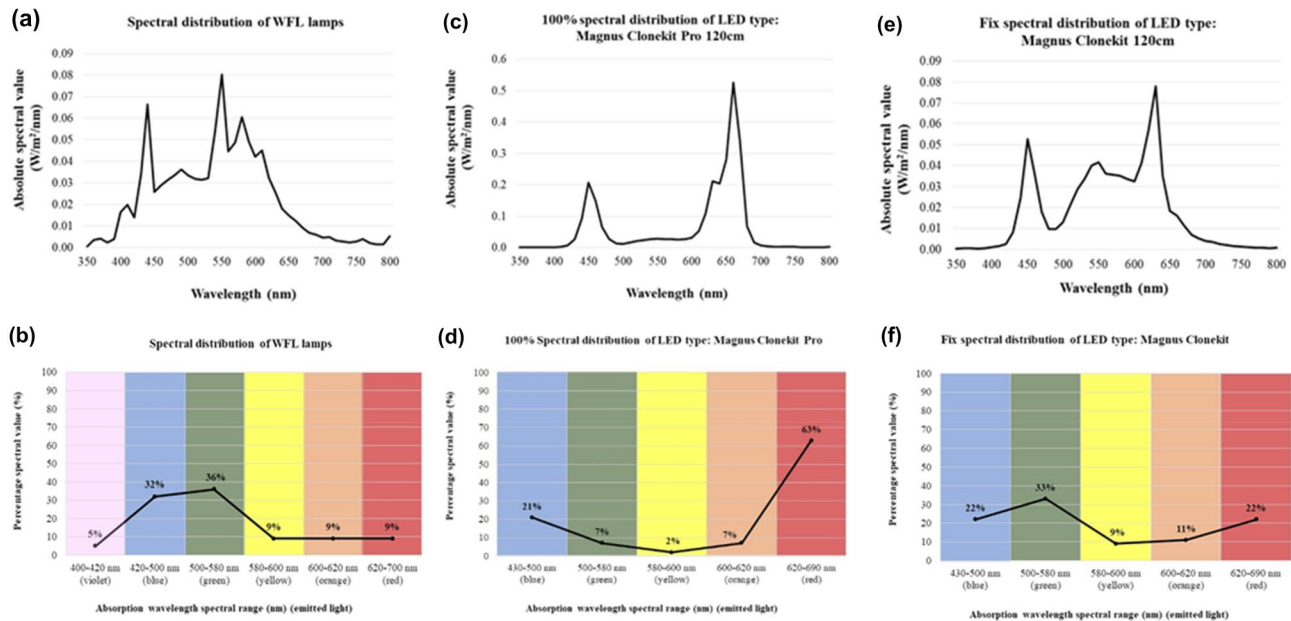 (a)
Spectral distribution of WFL lamps
Absolute spectral value
(W/m²/nm)
0.09
0.08
0.07
0.06
0.05
0.04
0.03
0.02
0.01
0.00
350 400 450 500 550 600 650 700 750 800
Wavelength (nm)
(c)
100% spectral distribution of LED type:
Magnus Clonekit Pro 120cm
Absolute spectral value
(W/m²/nm)
0.6
0.5
0.4
0.3
0.2
0.1
0.0
350 400 450 500 550 600 650 700 750 800
Wavelength (nm)
(e)
Fix spectral distribution of LED type:
Magnus Clonekit 120cm
Absolute spectral value
(W/m²/nm)
0.09
0.08
0.07
0.06
0.05
0.04
0.03
0.02
0.01
0.00
350 400 450 500 550 600 650 700 750 800
Wavelength (nm)
(b)
Spectral distribution of WFL lamps
Percentage spectral value (%)
100
90
80
70
60
50
40
30
20
10
0
5% 32% 36% 9% 9% 9%
400-420 nm 420-500 nm 500-580 nm 580-600 nm 600-620 nm 620-700 nm
(violet) (blue) (green) (yellow) (orange) (red)
Absorption wavelength spectral range (nm) (emitted light)
(d)
100% Spectral distribution of LED type: Magnus Clonekit Pro
Percentage spectral value (%)
100
90
80
70
60
50
40
30
20
10
0
21% 7% 2% 7% 63%
430-500 nm 500-580 nm 580-600 nm 600-620 nm 620-690 nm
(blue) (green) (yellow) (orange) (red)
Absorption wavelength spectral range (nm) (emitted light)
(f)
Fix spectral distribution of LED type: Magnus Clonekit
Percentage spectral value (%)
100
90
80
70
60
50
40
30
20
10
0
22% 33% 9% 11% 22%
430-500 nm 500-580 nm 580-600 nm 600-620 nm 620-690 nm
(blue) (green) (yellow) (orange) (red)
Absorption wavelength spectral range (nm) (emitted light)